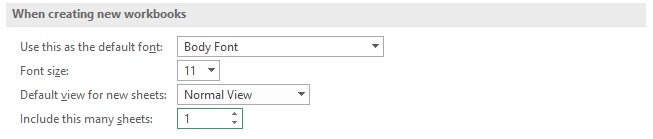 When creating new workbooks
Use this as the default font: Body Font
Font size: 11
Default view for new sheets: Normal View
Include this many sheets: 1